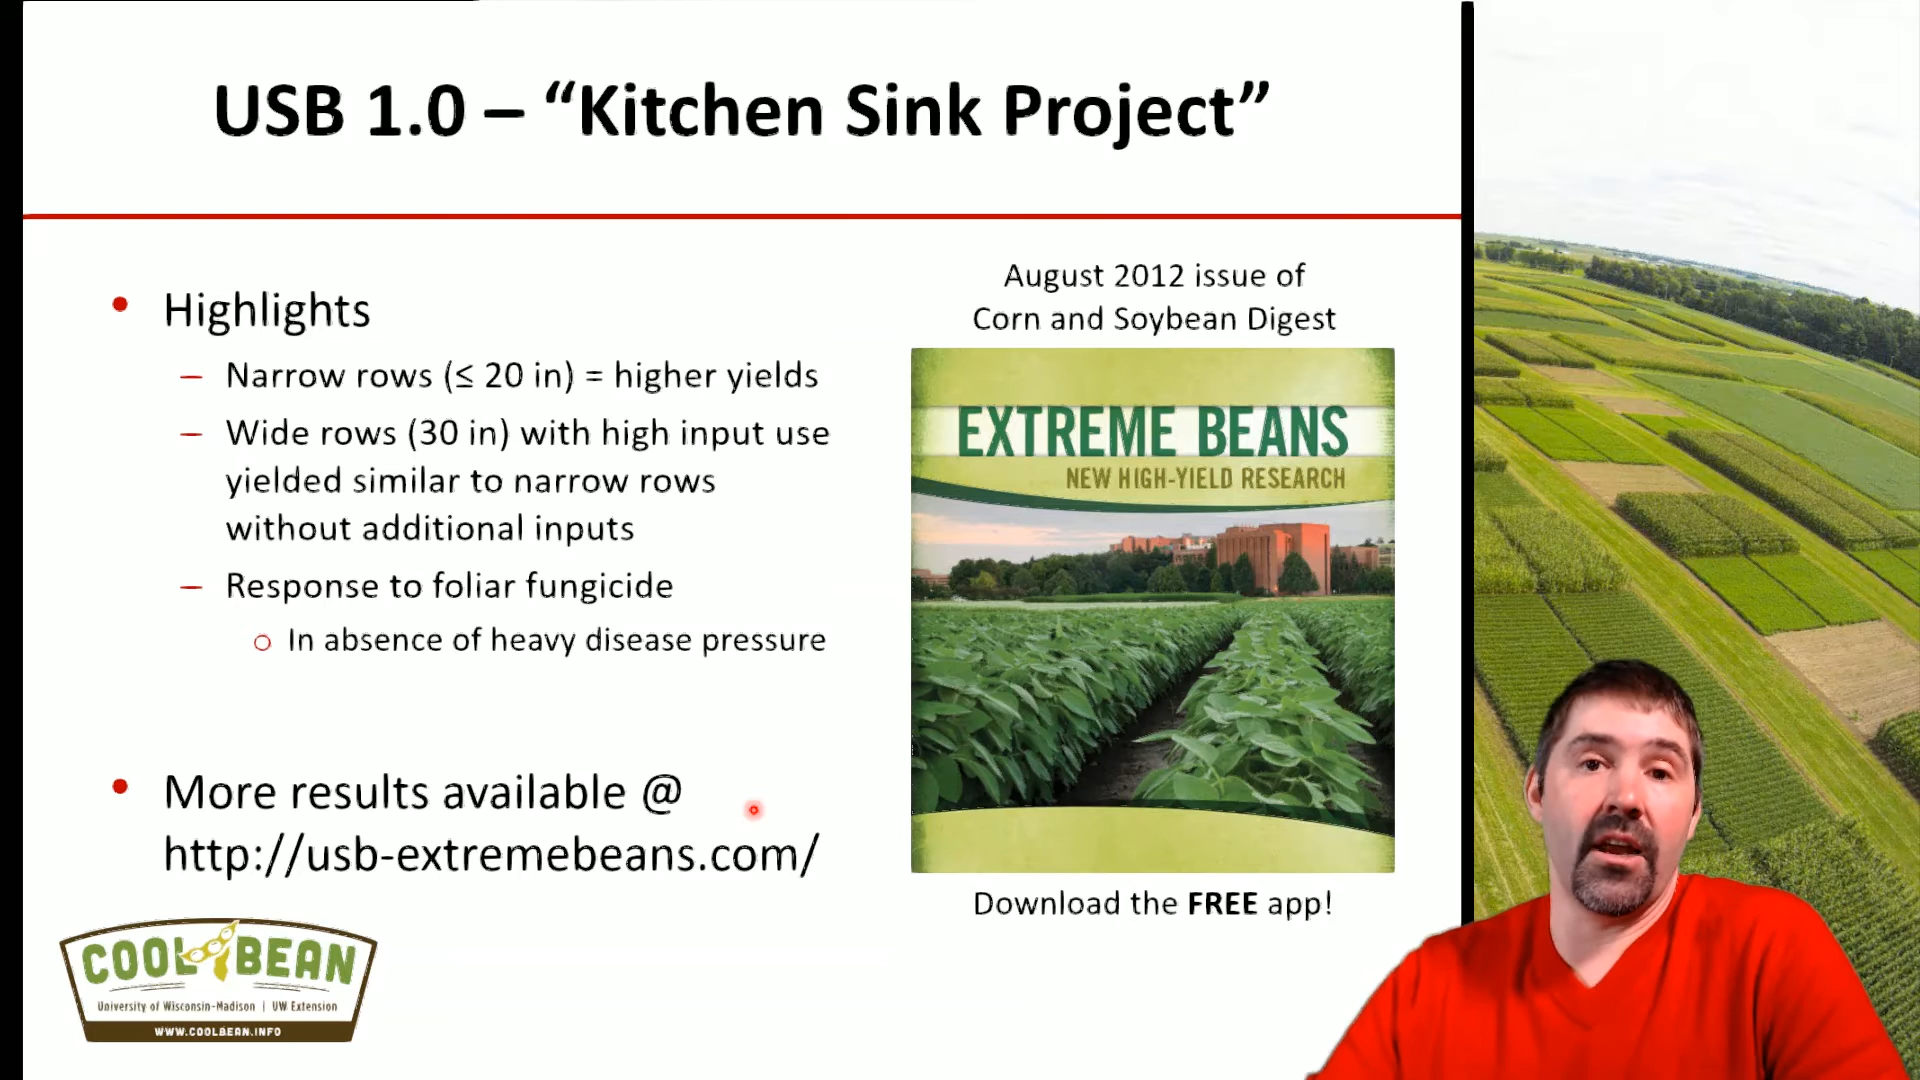 USB 1.0 – “Kitchen Sink Project”
• Highlights
– Narrow rows (≤ 20 in) = higher yields
– Wide rows (30 in) with high input use
yielded similar to narrow rows
without additional inputs
– Response to foliar fungicide
○ In absence of heavy disease pressure
• More results available @
http://usb-extremebeans.com/
August 2012 issue of
Corn and Soybean Digest
EXTREME BEANS
NEW HIGH-YIELD RESEARCH
Download the FREE app!
COOL BEAN
University of Wisconsin-Madison | UW Extension
WWW.COOLBEAN.INFO